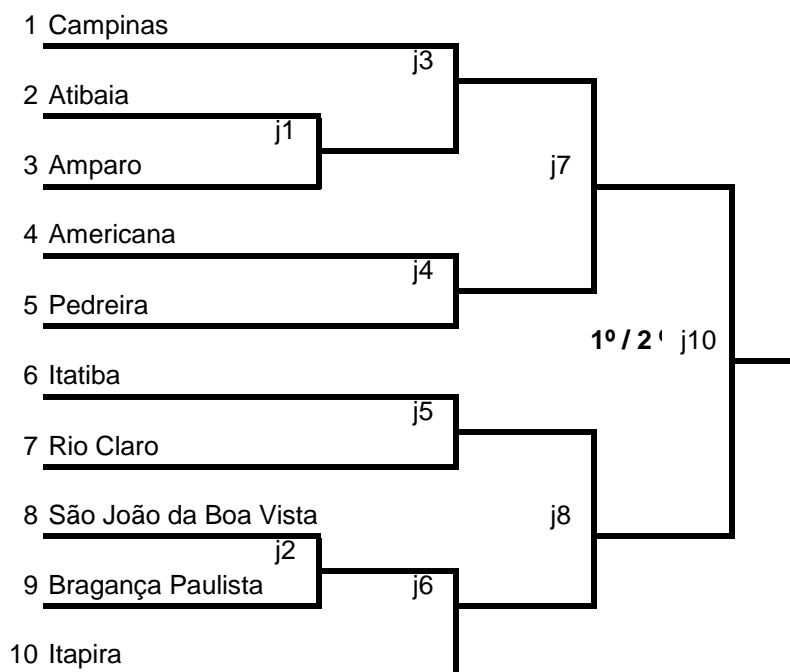 1 Campinas
j3
2 Atibaia
j1
3 Amparo
j7
4 Americana
j4
5 Pedreira
1º / 2º j10
6 Itatiba
j5
7 Rio Claro
8 São João da Boa Vista
j8
j2
9 Bragança Paulista
j6
10 Itapira